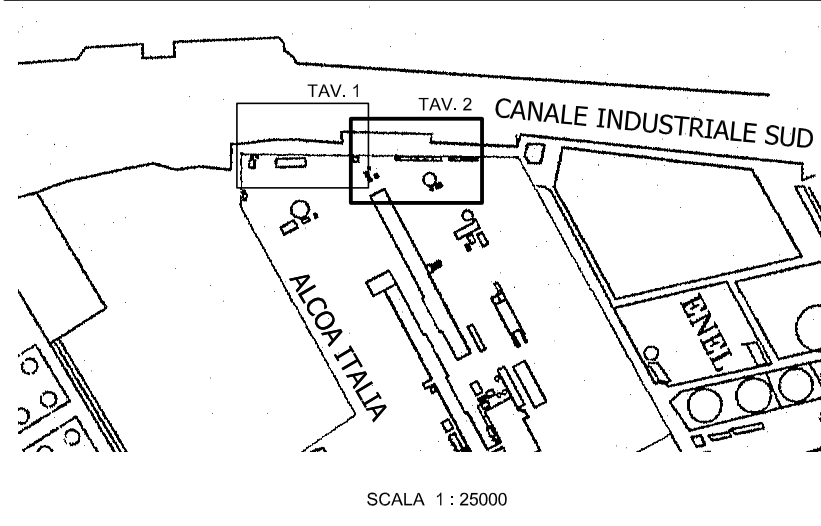 TAV. 1
TAV. 2
CANALE INDUSTRIALE SUD
ALCOA ITALIA
ENEL
SCALA 1 : 25000